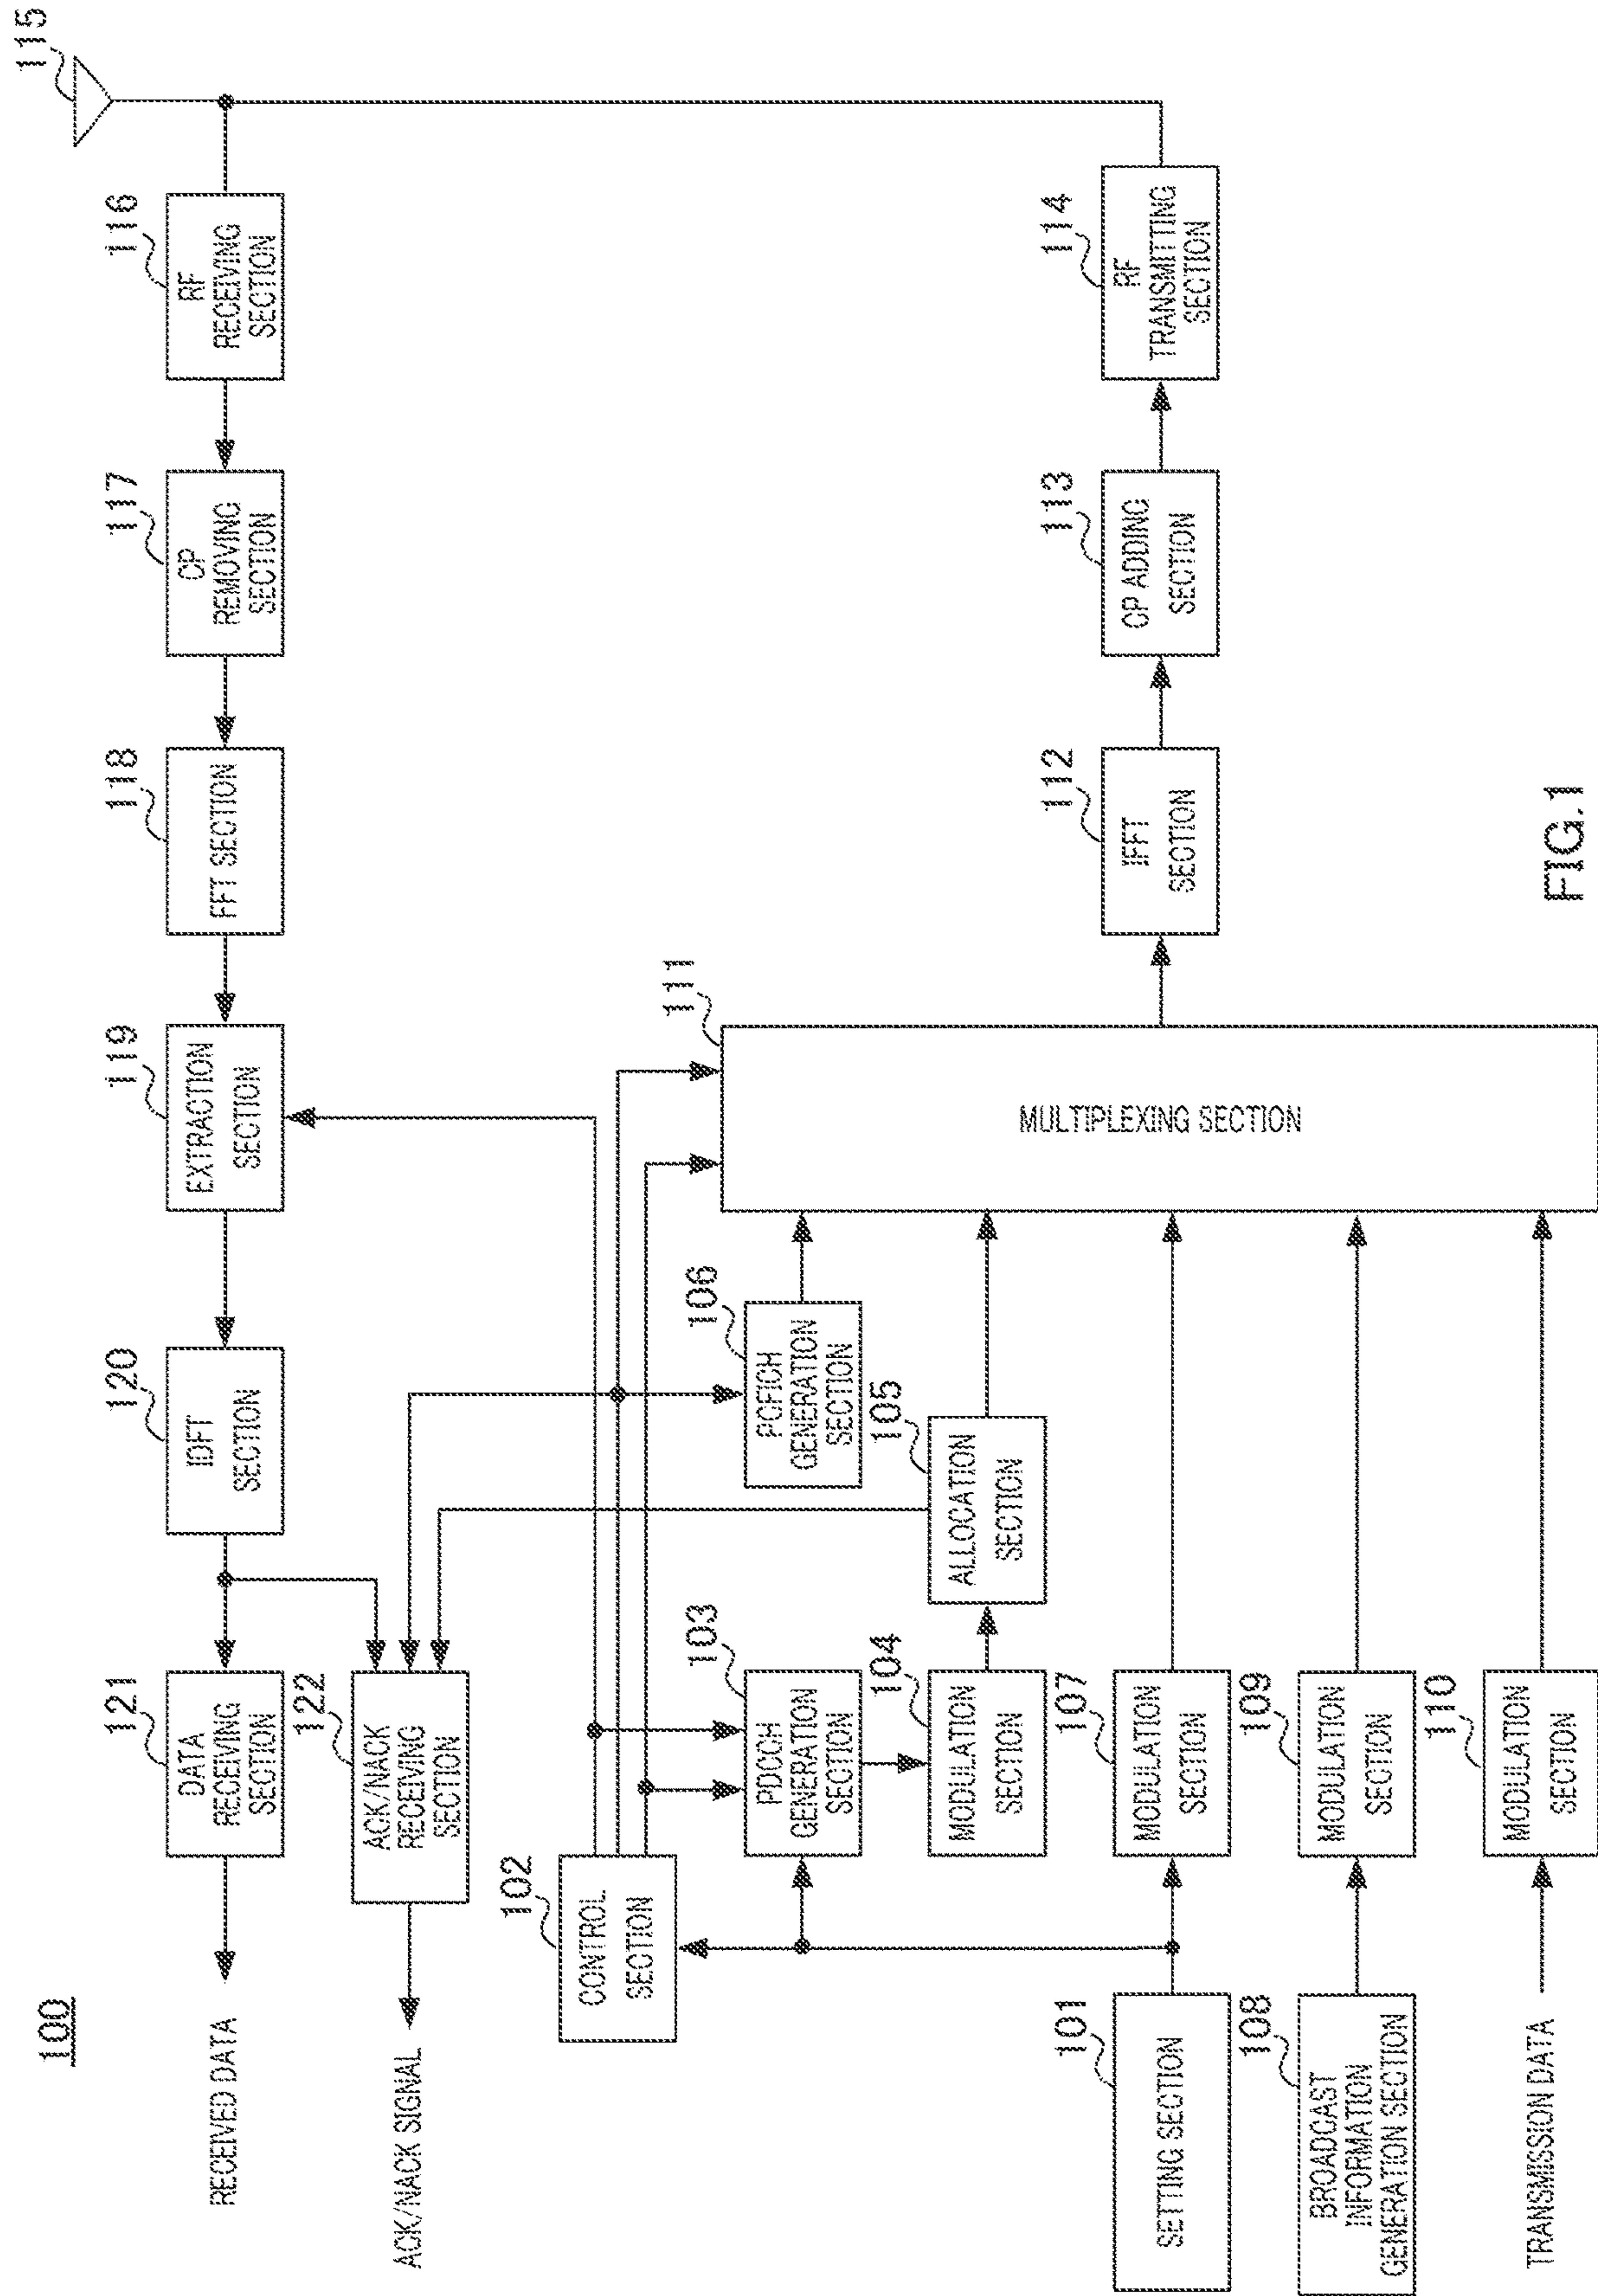 100
RECEIVED DATA
121
DATA
RECEIVING
SECTION
120
IDFT
SECTION
119
EXTRACTION
SECTION
118
FFT SECTION
117
CP
REMOVING
SECTION
116
RF
RECEIVING
SECTION
115
ACK/NACK SIGNAL
122
ACK/NACK
RECEIVING
SECTION
102
CONTROL
SECTION
103
PDCCH
GENERATION
SECTION
106
PCFICH
GENERATION
SECTION
111
MULTIPLEXING SECTION
104
MODULATION
SECTION
105
ALLOCATION
SECTION
101
SETTING SECTION
107
MODULATION
SECTION
112
IFFT
SECTION
113
CP ADDING
SECTION
114
RF
TRANSMITTING
SECTION
108
BROADCAST
INFORMATION
GENERATION SECTION
109
MODULATION
SECTION
TRANSMISSION DATA
110
MODULATION
SECTION
FIG.1